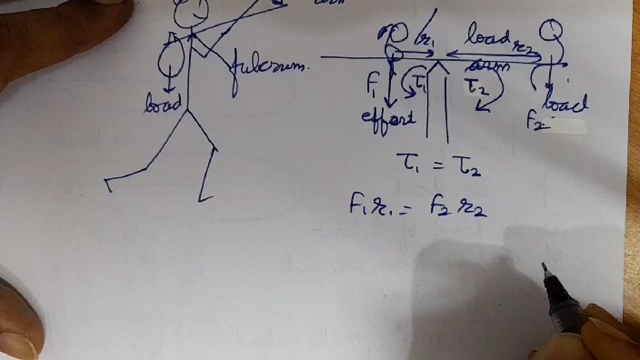 fulcrum.
load
r₁
load r₂
arm
F₁
τ₁
τ₂
effort
load
F₂
τ₁ = τ₂
F₁r₁ = F₂r₂